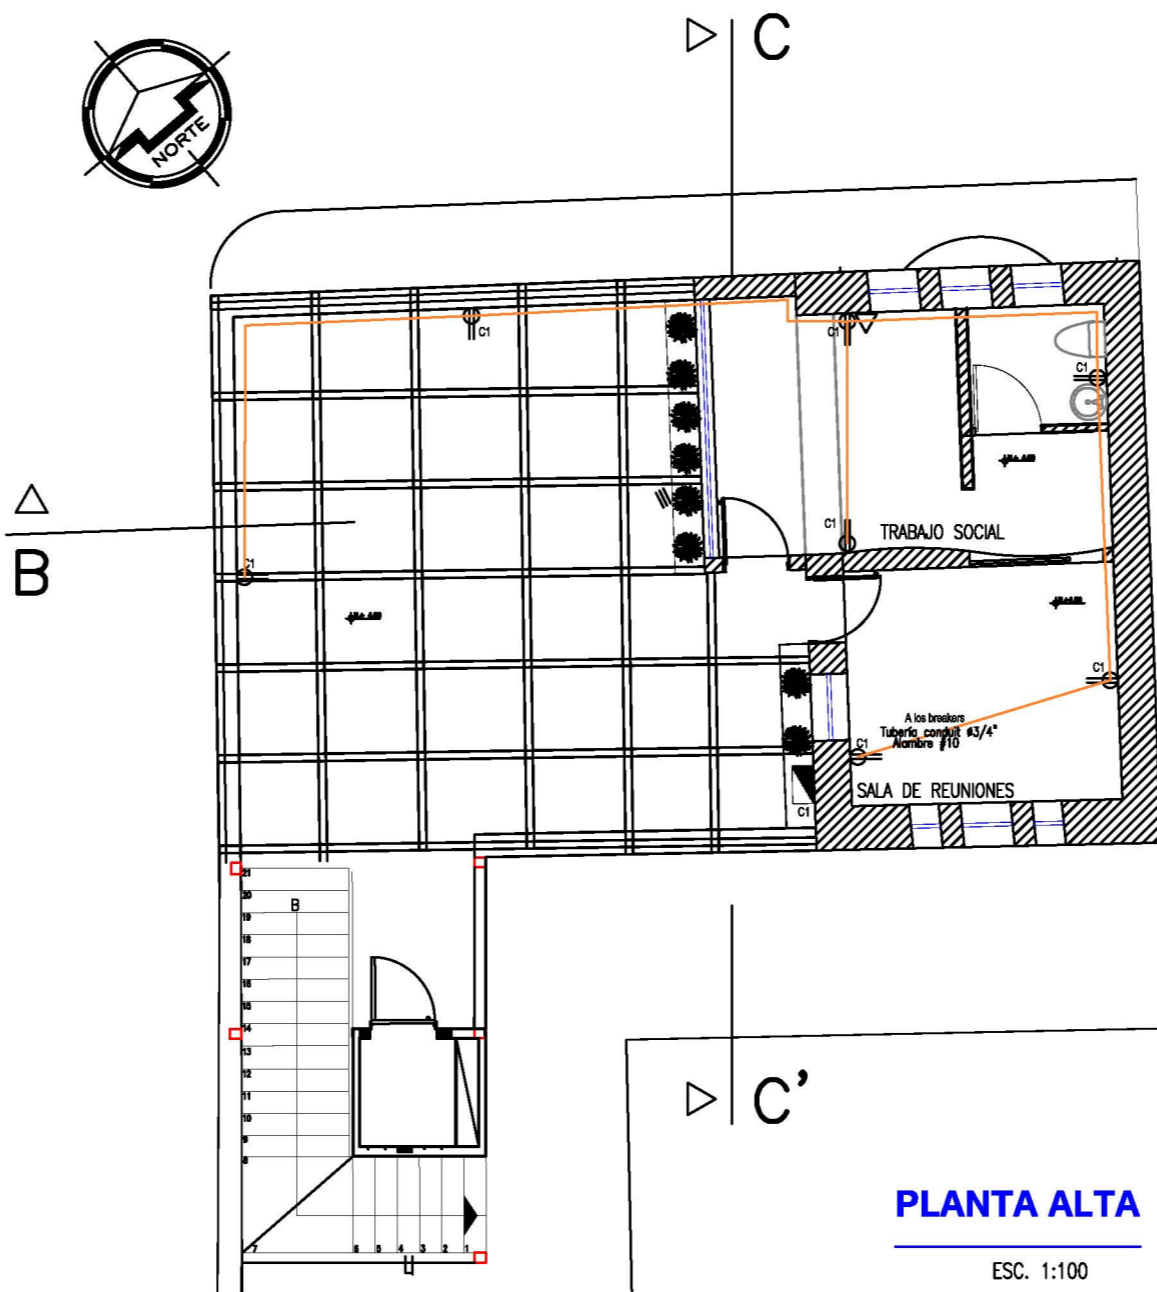 C
NORTE
C1
C1
C1
C1
TRABAJO SOCIAL
B
C1
C1
A los breakers
Tubería conduit ø3/4"
Alambre #10
C1
SALA DE REUNIONES
C1
21
20
B
19
18
17
16
15
14
13
12
11
10
9
8
7 6 5 4 3 2 1
C'
PLANTA ALTA
ESC. 1:100